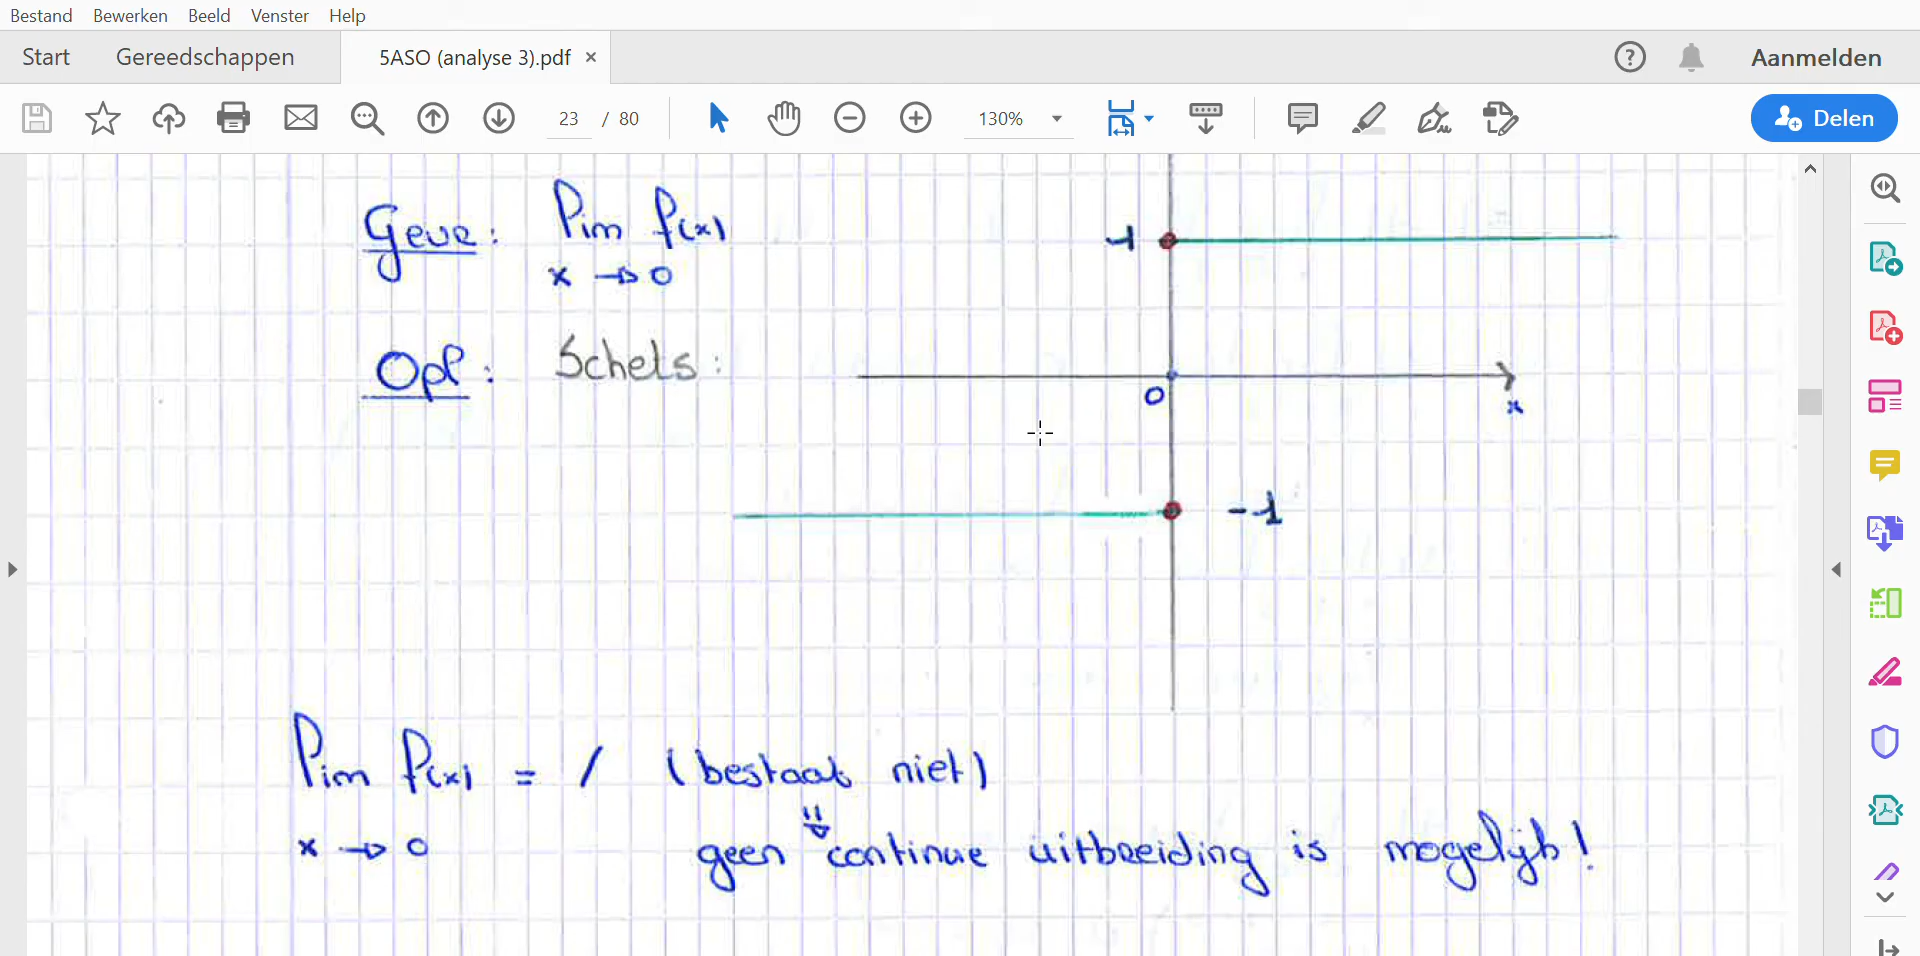 Bestand Bewerken Beeld Venster Help
Start Gereedschappen 5ASO (analyse 3).pdf × Aanmelden
23 / 80 130% Delen
Gevr: lim f(x)
x → 0
1
Opl: Schets:
0
x
-1
lim f(x) = / (bestaat niet)
x → 0
⇓
geen continue uitbreiding is mogelijk!